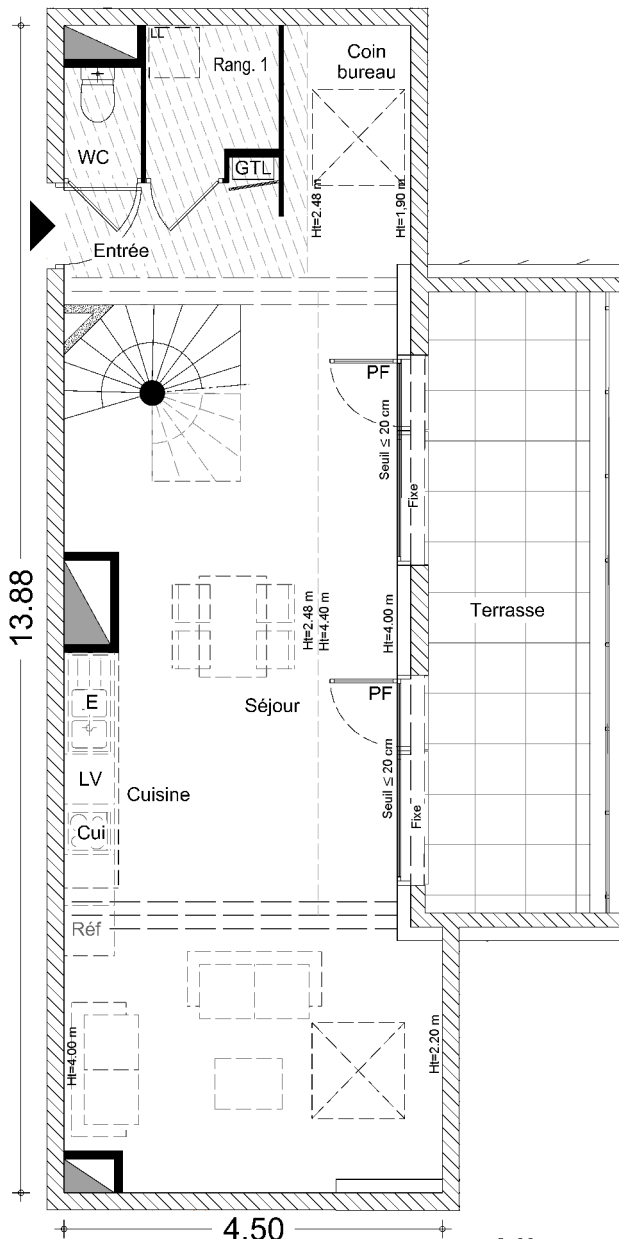 LL
Rang. 1
Coin
bureau
WC
GTL
Ht=2.48 m
Ht=1,90 m
Entrée
PF
Seuil ≤ 20 cm
Fixe
13.88
Ht=2,48 m
Ht=4.40 m
Ht=4.00 m
Terrasse
E
Séjour
PF
LV
Cuisine
Seuil ≤ 20 cm
Fixe
Cui
Réf
Ht=4.00 m
Ht=2.20 m
4.50